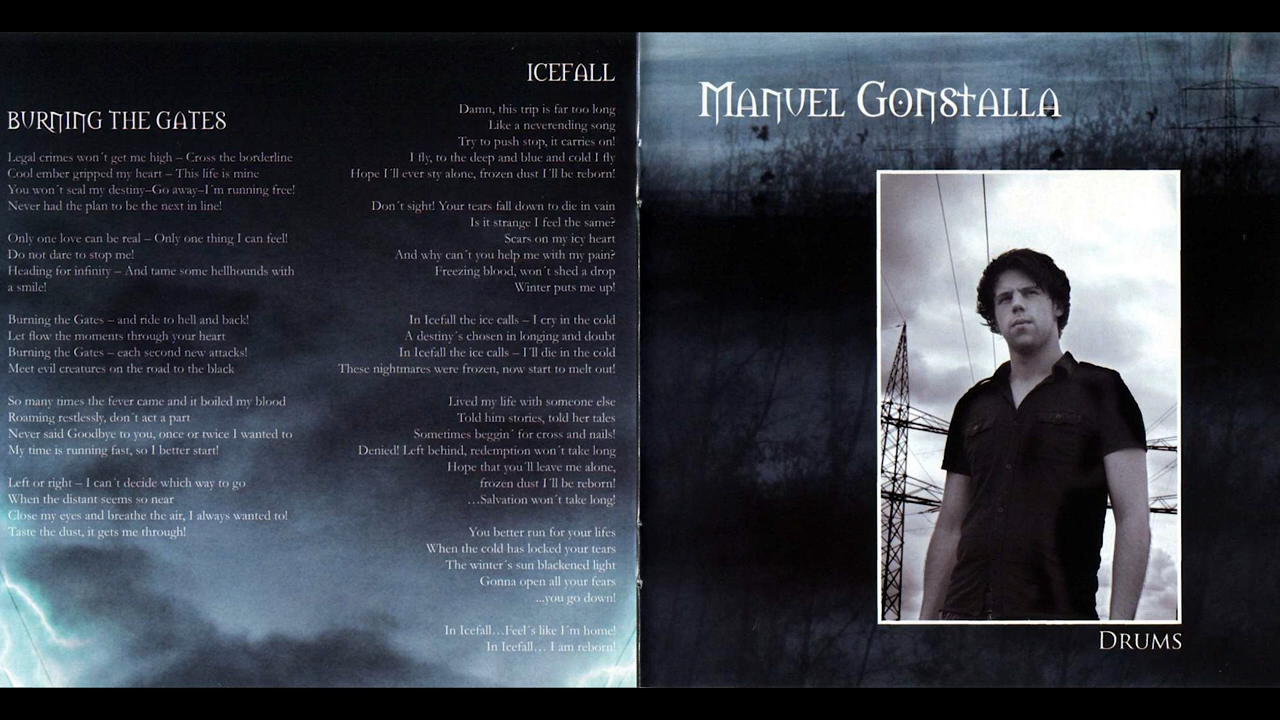 BURNING THE GATES
Legal crimes won´t get me high – Cross the borderline
Cool ember gripped my heart – This life is mine
You won´t seal my destiny–Go away–I´m running free!
Never had the plan to be the next in line!
Only one love can be real – Only one thing I can feel!
Do not dare to stop me!
Heading for infinity – And tame some hellhounds with
a smile!
Burning the Gates – and ride to hell and back!
Let flow the moments through your heart
Burning the Gates – each second new attacks!
Meet evil creatures on the road to the black
So many times the fever came and it boiled my blood
Roaming restlessly, don´t act a part
Never said Goodbye to you, once or twice I wanted to
My time is running fast, so I better start!
Left or right – I can´t decide which way to go
When the distant seems so near
Close my eyes and breathe the air, I always wanted to!
Taste the dust, it gets me through!
ICEFALL
Damn, this trip is far too long
Like a neverending song
Try to push stop, it carries on!
I fly, to the deep and blue and cold I fly
Hope I´ll ever sty alone, frozen dust I´ll be reborn!
Don´t sight! Your tears fall down to die in vain
Is it strange I feel the same?
Scars on my icy heart
And why can´t you help me with my pain?
Freezing blood, won´t shed a drop
Winter puts me up!
In Icefall the ice calls – I cry in the cold
A destiny´s chosen in longing and doubt
In Icefall the ice calls – I´ll die in the cold
These nightmares were frozen, now start to melt out!
Lived my life with someone else
Told him stories, told her tales
Sometimes beggin´ for cross and nails!
Denied! Left behind, redemption won´t take long
Hope that you´ll leave me alone,
frozen dust I´ll be reborn!
…Salvation won´t take long!
You better run for your lifes
When the cold has locked your tears
The winter´s sun blackened light
Gonna open all your fears
...you go down!
In Icefall…Feel´s like I´m home!
In Icefall… I am reborn!
MANUEL GONSTALLA
DRUMS